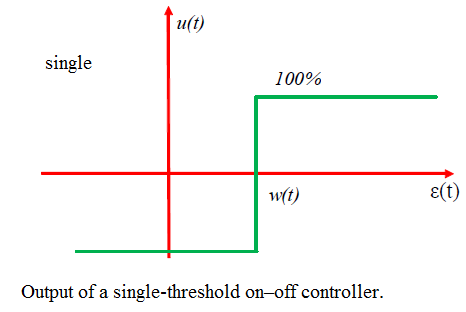 u(t)
single
100%
w(t)
ε(t)
Output of a single-threshold on–off controller.